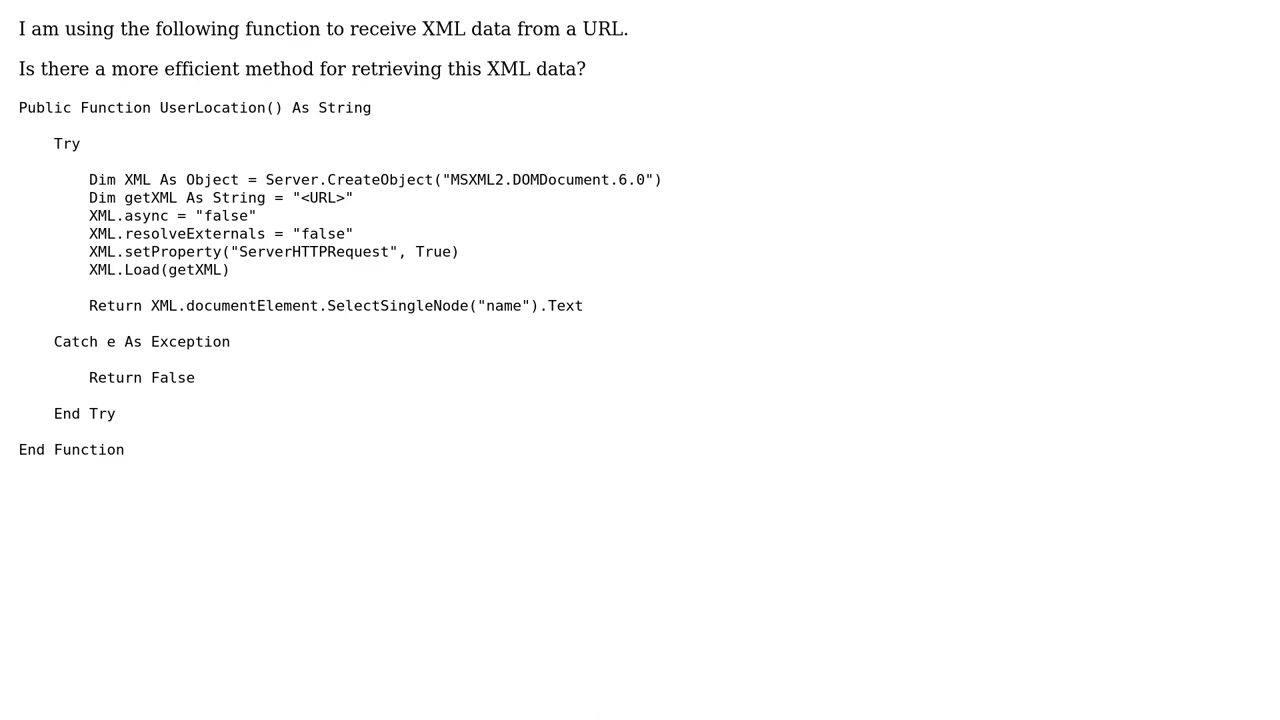 I am using the following function to receive XML data from a URL.
Is there a more efficient method for retrieving this XML data?
Public Function UserLocation() As String
    Try
        Dim XML As Object = Server.CreateObject("MSXML2.DOMDocument.6.0")
        Dim getXML As String = "<URL>"
        XML.async = "false"
        XML.resolveExternals = "false"
        XML.setProperty("ServerHTTPRequest", True)
        XML.Load(getXML)
        Return XML.documentElement.SelectSingleNode("name").Text
    Catch e As Exception
        Return False
    End Try
End Function